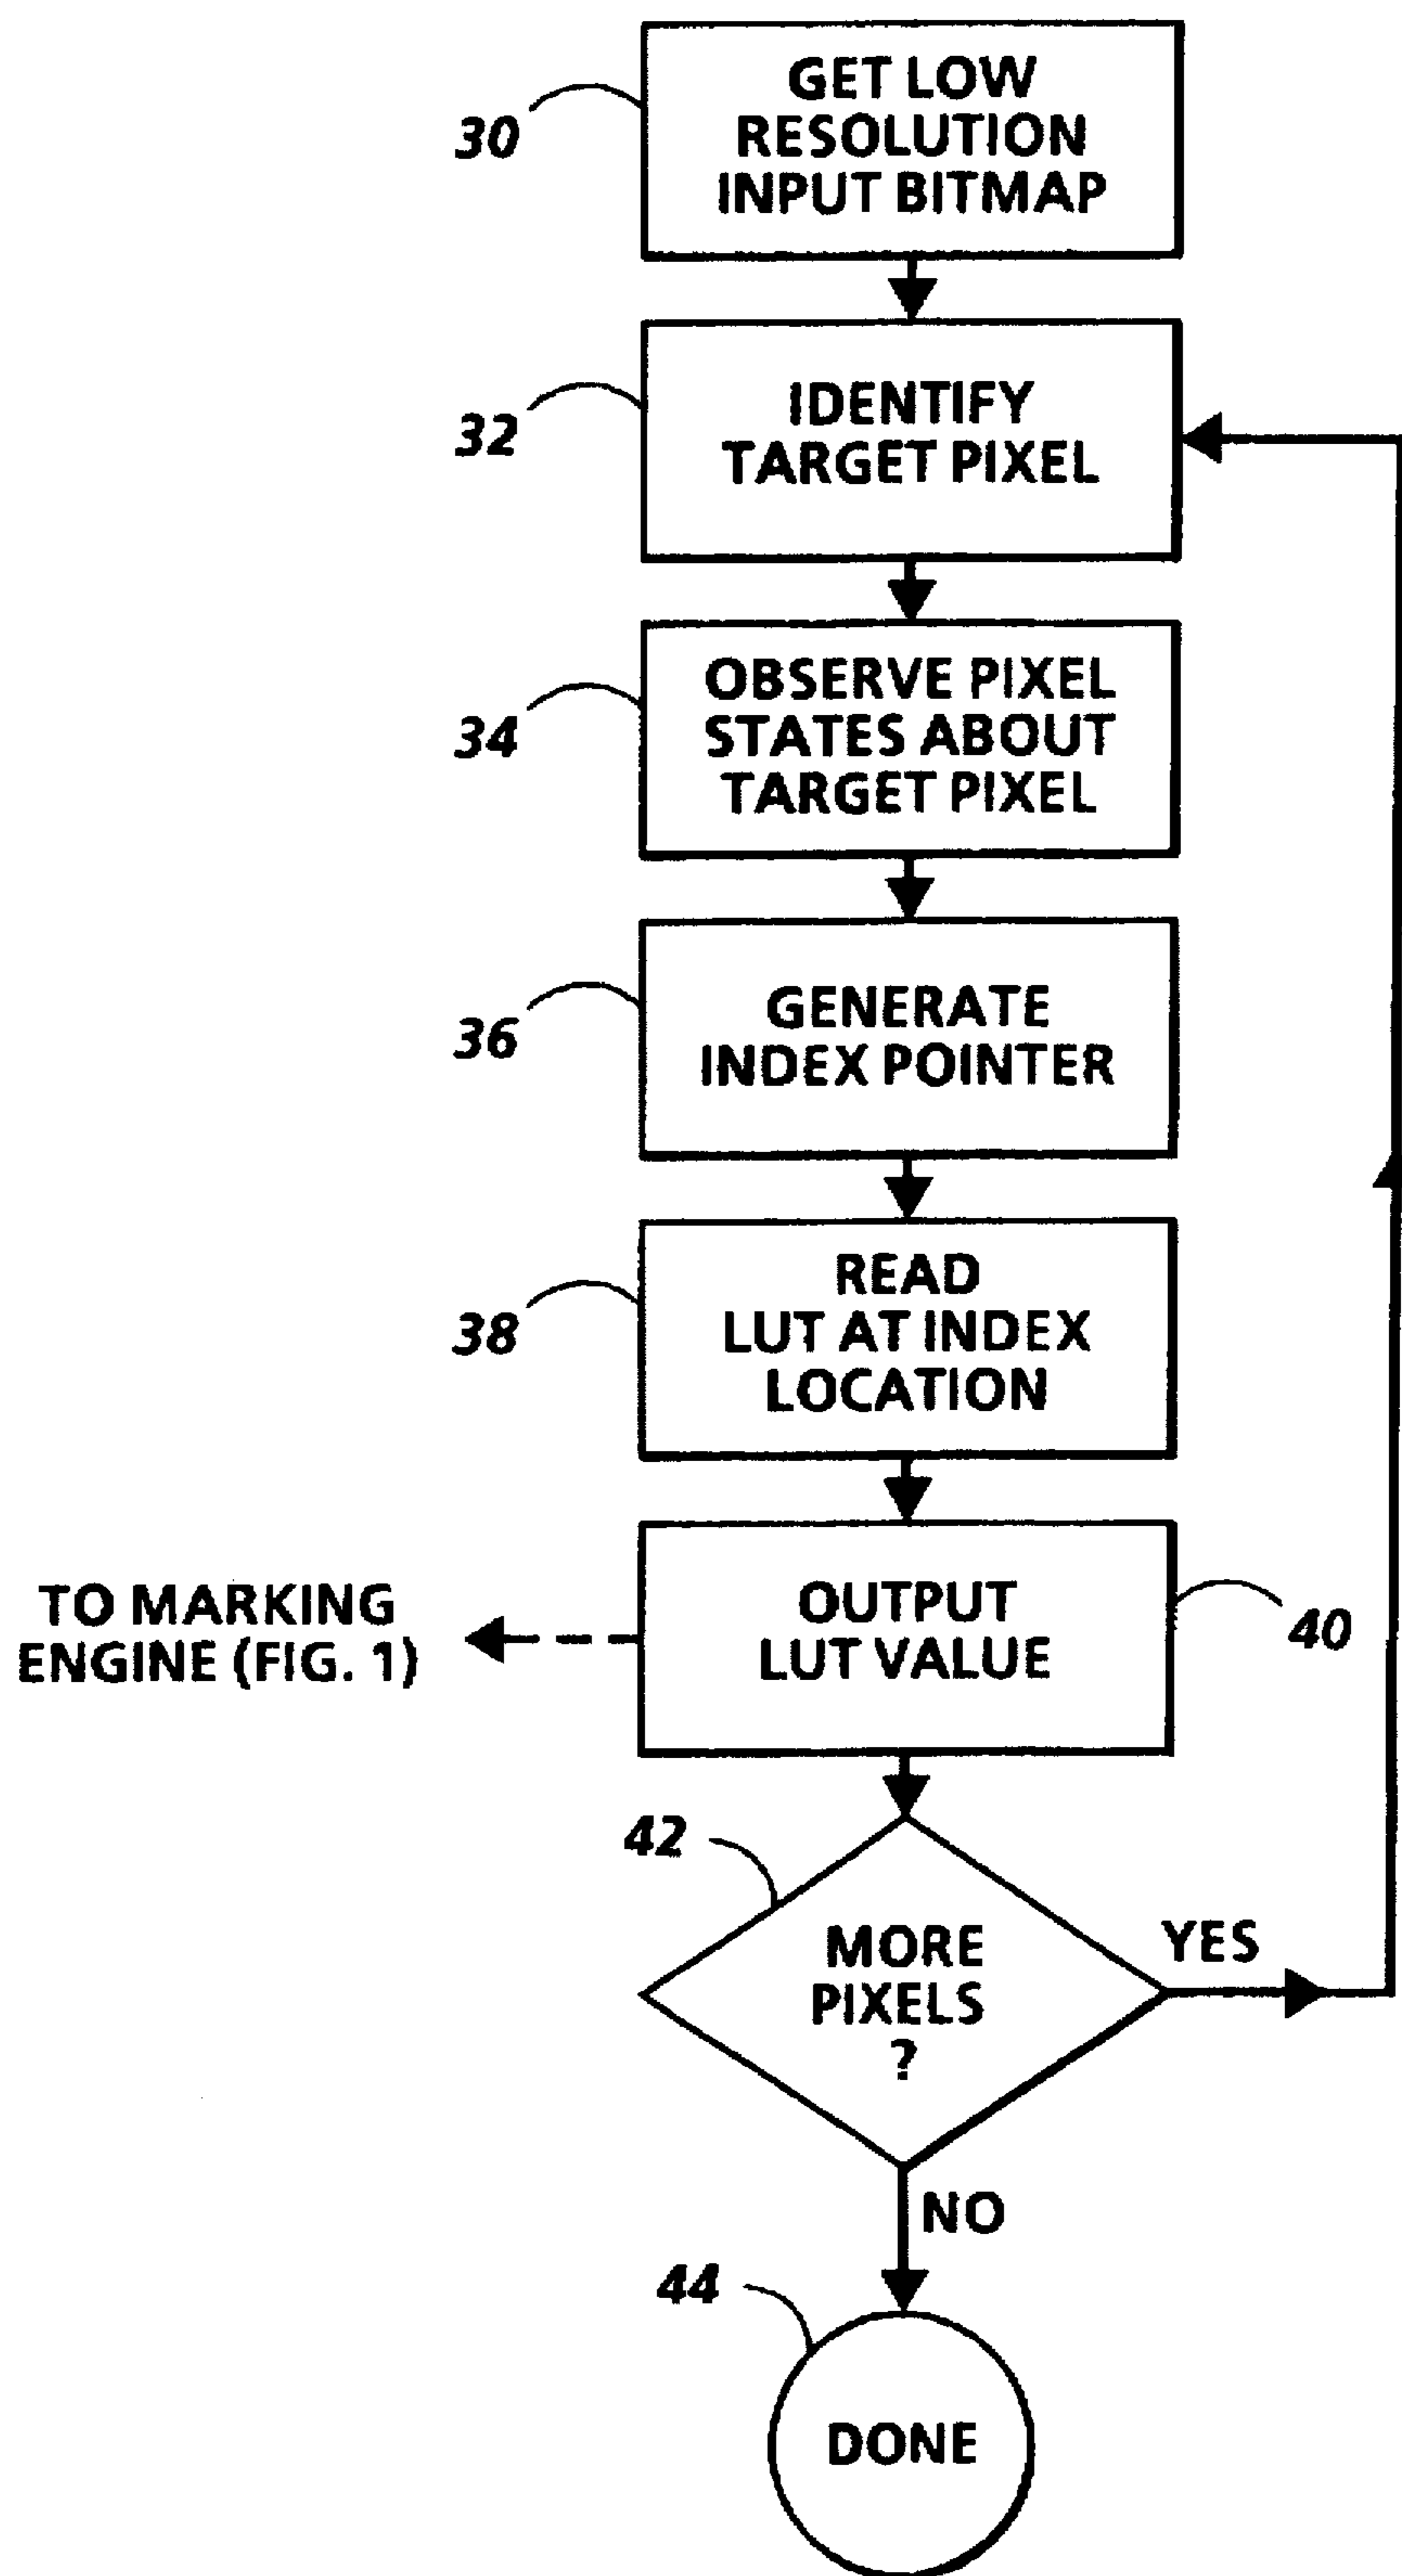 GET LOW
RESOLUTION
INPUT BITMAP
30
IDENTIFY
TARGET PIXEL
32
OBSERVE PIXEL
STATES ABOUT
TARGET PIXEL
34
GENERATE
INDEX POINTER
36
READ
LUT AT INDEX
LOCATION
38
OUTPUT
LUT VALUE
40
TO MARKING
ENGINE (FIG. 1)
42
MORE
PIXELS
?
YES
NO
44
DONE